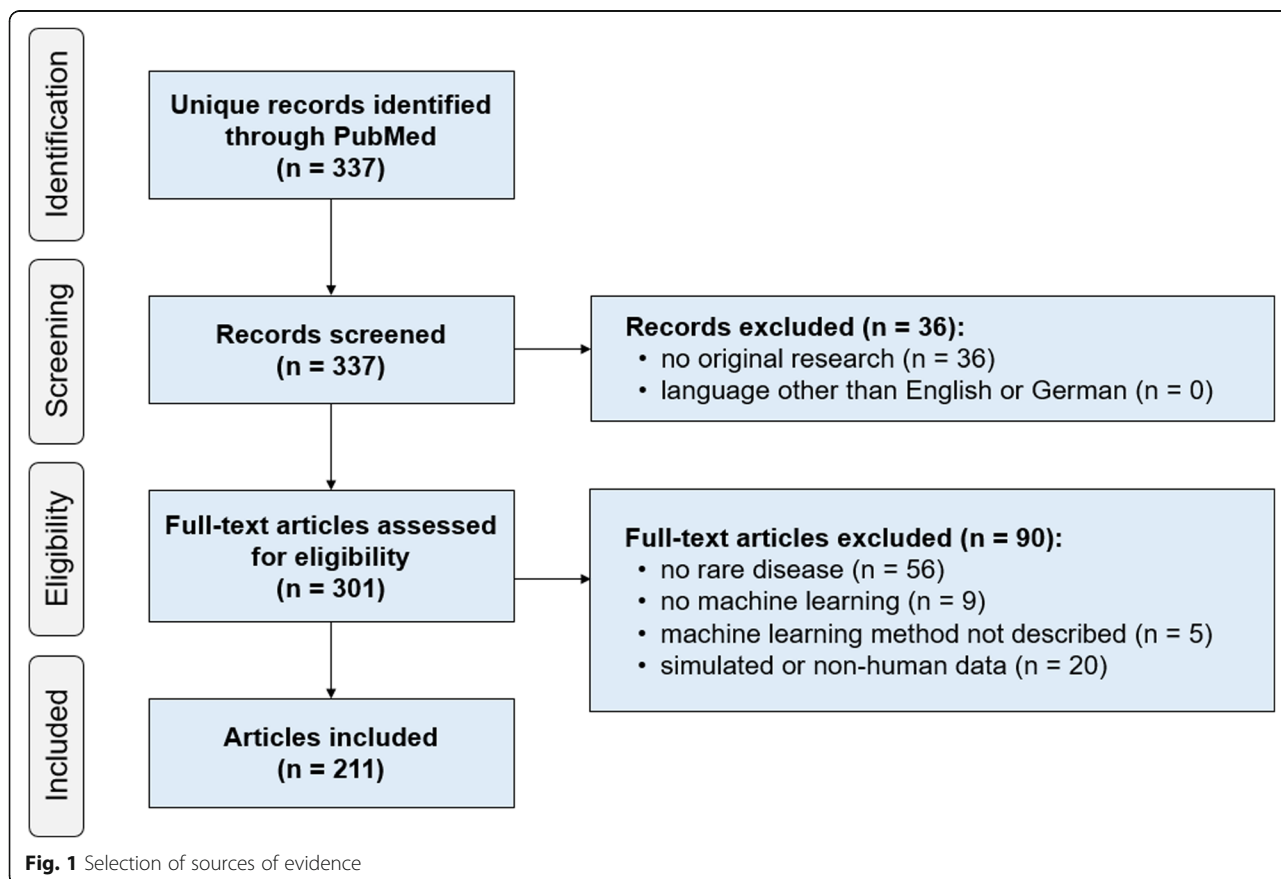 Identification
Unique records identified
through PubMed
(n = 337)
Screening
Records screened
(n = 337)
Records excluded (n = 36):
• no original research (n = 36)
• language other than English or German (n = 0)
Eligibility
Full-text articles assessed
for eligibility
(n = 301)
Full-text articles excluded (n = 90):
• no rare disease (n = 56)
• no machine learning (n = 9)
• machine learning method not described (n = 5)
• simulated or non-human data (n = 20)
Included
Articles included
(n = 211)
Fig. 1 Selection of sources of evidence